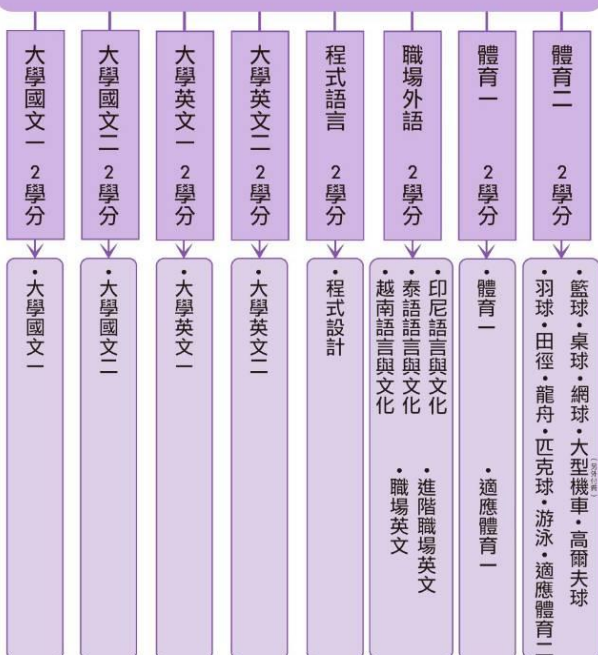 大學國文一 2學分
大學國文二 2學分
大學英文一 2學分
大學英文二 2學分
程式語言 2學分
職場外語 2學分
體育一 2學分
體育二 2學分
・大學國文一
・大學國文二
・大學英文一
・大學英文二
・程式設計
・印尼語言與文化
・泰語語言與文化
・越南語言與文化
・進階職場英文
・職場英文
・體育一
・適應體育一
・籃球・桌球・網球・大型機車(另外付費)・高爾夫球
・羽球・田徑・龍舟・匹克球・游泳・適應體育二